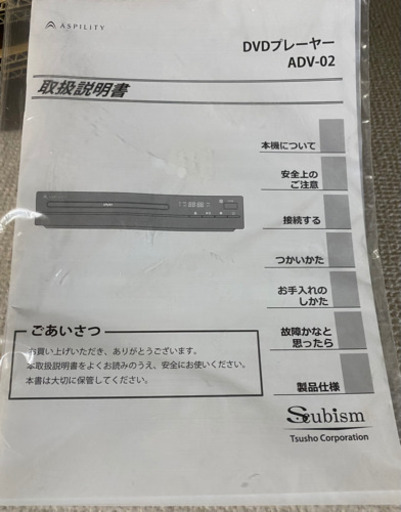 ASPILITY
DVDプレーヤー
ADV-02
取扱説明書
本機について
安全上の
ご注意
接続する
つかいかた
お手入れの
しかた
故障かなと
思ったら
製品仕様
ごあいさつ
お買い上げいただき、ありがとうございます。
本取扱説明書をよくお読みのうえ、安全にお使いください。
本書は大切に保管してください。
Scubism
Tsusho Corporation